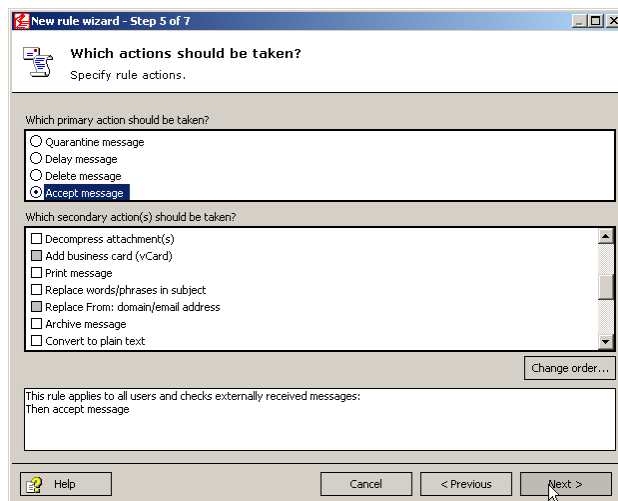 New rule wizard - Step 5 of 7
Which actions should be taken?
Specify rule actions.
Which primary action should be taken?
Quarantine message
Delay message
Delete message
Accept message
Which secondary action(s) should be taken?
Decompress attachment(s)
Add business card (vCard)
Print message
Replace words/phrases in subject
Replace From: domain/email address
Archive message
Convert to plain text
Change order...
This rule applies to all users and checks externally received messages:
Then accept message
Help Cancel < Previous Next >